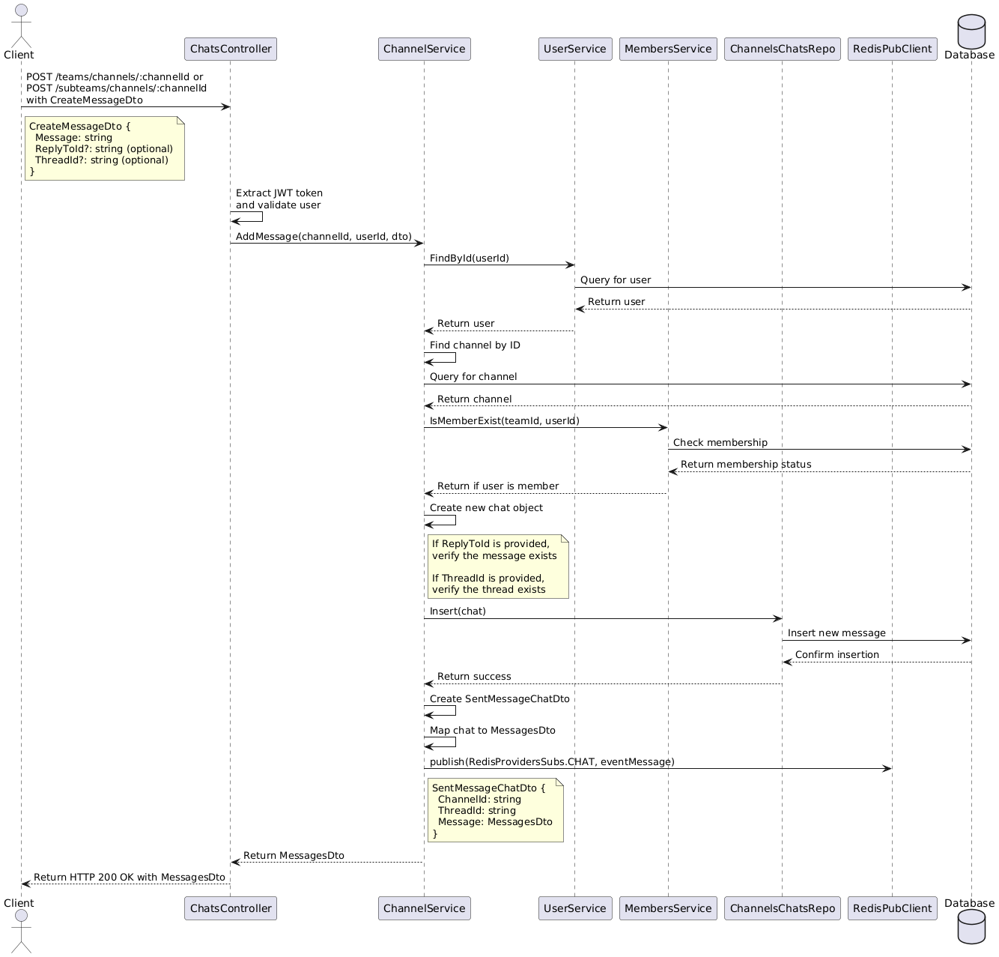 Client
ChatsController
ChannelService
UserService
MembersService
ChannelsChatsRepo
RedisPubClient
Database
POST /teams/channels/:channelId or
POST /subteams/channels/:channelId
with CreateMessageDto
CreateMessageDto {
Message: string
ReplyToId?: string (optional)
ThreadId?: string (optional)
}
Extract JWT token
and validate user
AddMessage(channelId, userId, dto)
FindById(userId)
Query for user
Return user
Return user
Find channel by ID
Query for channel
Return channel
IsMemberExist(teamId, userId)
Check membership
Return membership status
Return if user is member
Create new chat object
If ReplyToId is provided,
verify the message exists
If ThreadId is provided,
verify the thread exists
Insert(chat)
Insert new message
Confirm insertion
Return success
Create SentMessageChatDto
Map chat to MessagesDto
publish(RedisProvidersSubs.CHAT, eventMessage)
SentMessageChatDto {
ChannelId: string
ThreadId: string
Message: MessagesDto
}
Return MessagesDto
Return HTTP 200 OK with MessagesDto
Client
ChatsController
ChannelService
UserService
MembersService
ChannelsChatsRepo
RedisPubClient
Database